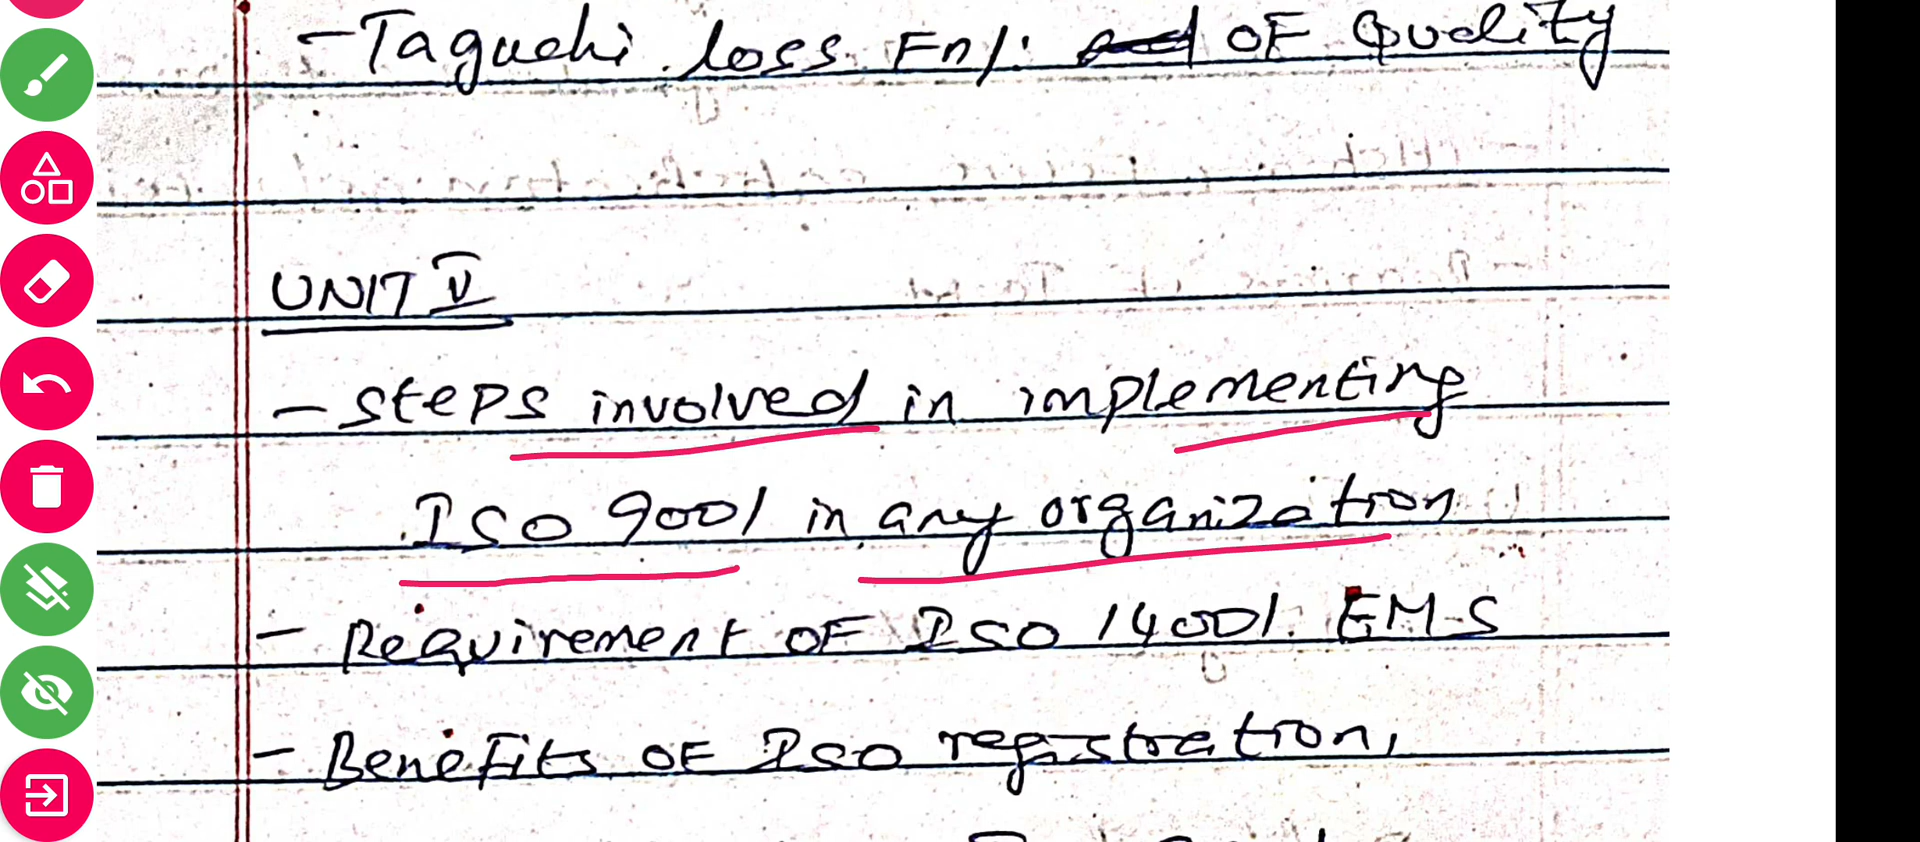 - Taguchi loss Fn/. OF Quality
UNIT V
- Steps involved in implementing
ISO 9001 in any organization
- Requirement OF ISO 14001. EMS
- Benefits OF ISO registration,